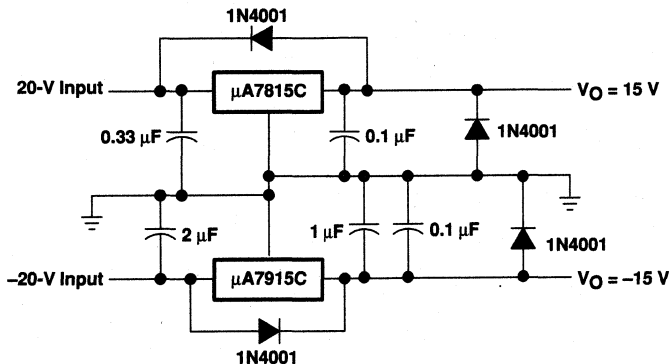 1N4001
20-V Input
μA7815C
V_O = 15 V
0.33 μF
0.1 μF
1N4001
2 μF
1 μF
0.1 μF
1N4001
–20-V Input
μA7915C
V_O = –15 V
1N4001